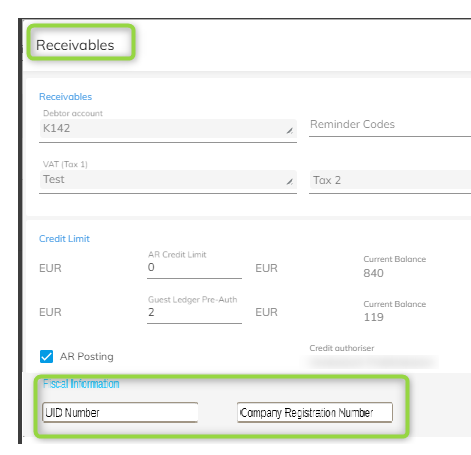 Receivables
Receivables
Debtor account
K142
Reminder Codes
VAT (Tax 1)
Test
Tax 2
Credit Limit
EUR
AR Credit Limit
0
EUR
Current Balance
840
EUR
Guest Ledger Pre-Auth
2
EUR
Current Balance
119
AR Posting
Credit authoriser
Fiscal Information
UID Number
Company Registration Number